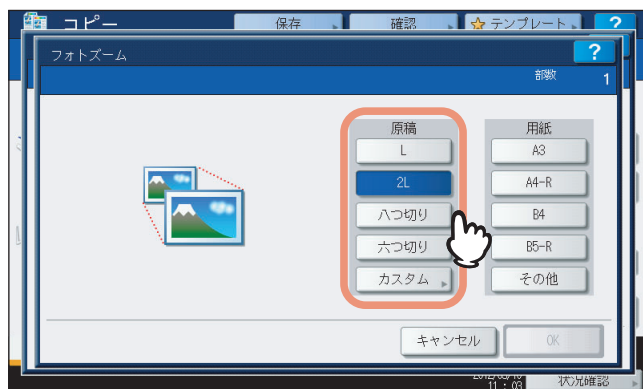 コピー
保存
確認
テンプレート
?
フォトズーム
?
部数 1
原稿
用紙
L
A3
2L
A4-R
八つ切り
B4
六つ切り
B5-R
カスタム
その他
キャンセル
OK
11:03
状況確認